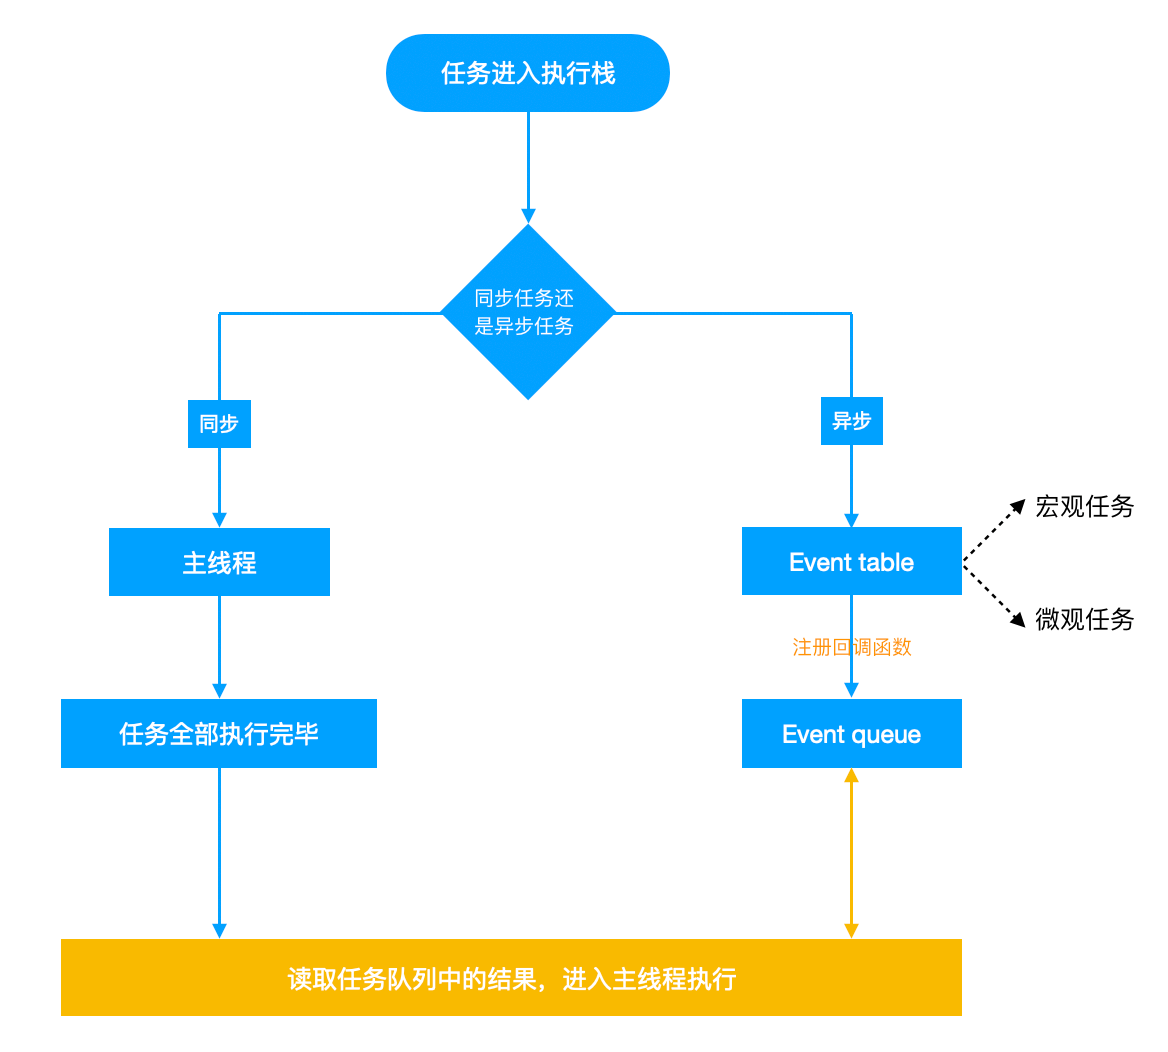 任务进入执行栈
同步任务还
是异步任务
同步
异步
宏观任务
主线程
Event table
微观任务
注册回调函数
任务全部执行完毕
Event queue
读取任务队列中的结果，进入主线程执行